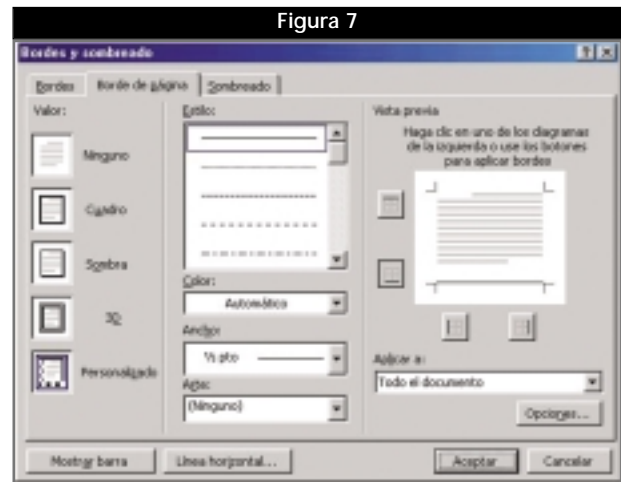 Figura 7
Bordes y sombreado
Bordes
Borde de página
Sombreado
Valor:
Ninguno
Cuadro
Sombra
3D
Personalizado
Estilo:
Color:
Automático
Ancho:
½ pto
Arte:
(Ninguno)
Vista previa
Haga clic en uno de los diagramas
de la izquierda o use los botones
para aplicar bordes
Aplicar a:
Todo el documento
Opciones...
Mostrar barra
Línea horizontal...
Aceptar
Cancelar